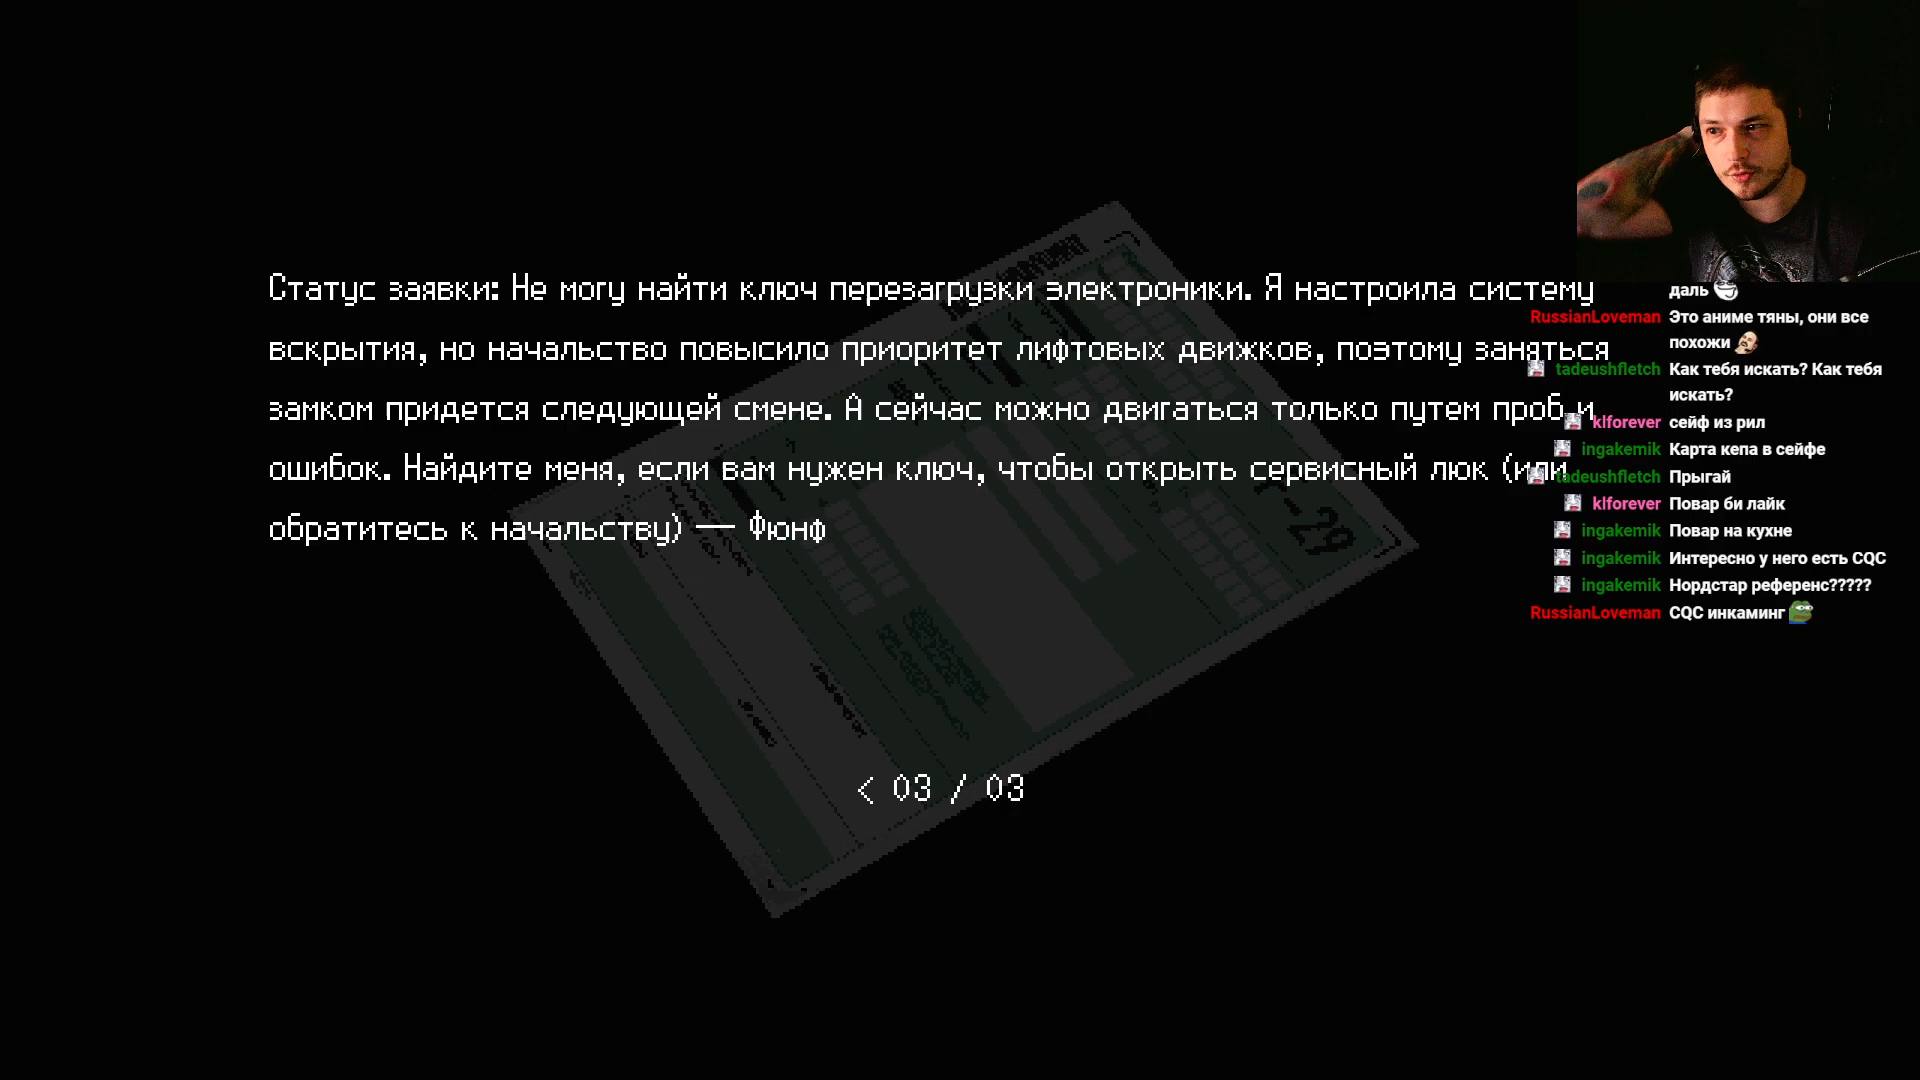 Статус заявки: Не могу найти ключ перезагрузки электроники. Я настроила систему
вскрытия, но начальство повысило приоритет лифтовых движков, поэтому заняться
замком придется следующей смене. А сейчас можно двигаться только путем проб и
ошибок. Найдите меня, если вам нужен ключ, чтобы открыть сервисный люк (или
обратитесь к начальству) — Фюнф
< 03 / 03
даль
RussianLoveman Это аниме тяны, они все
похожи
tadeushfletch Как тебя искать? Как тебя
искать?
klforever сейф из рил
ingakemik Карта кепа в сейфе
tadeushfletch Прыгай
klforever Повар би лайк
ingakemik Повар на кухне
ingakemik Интересно у него есть CQC
ingakemik Нордстар референс?????
RussianLoveman CQC инкаминг
-29